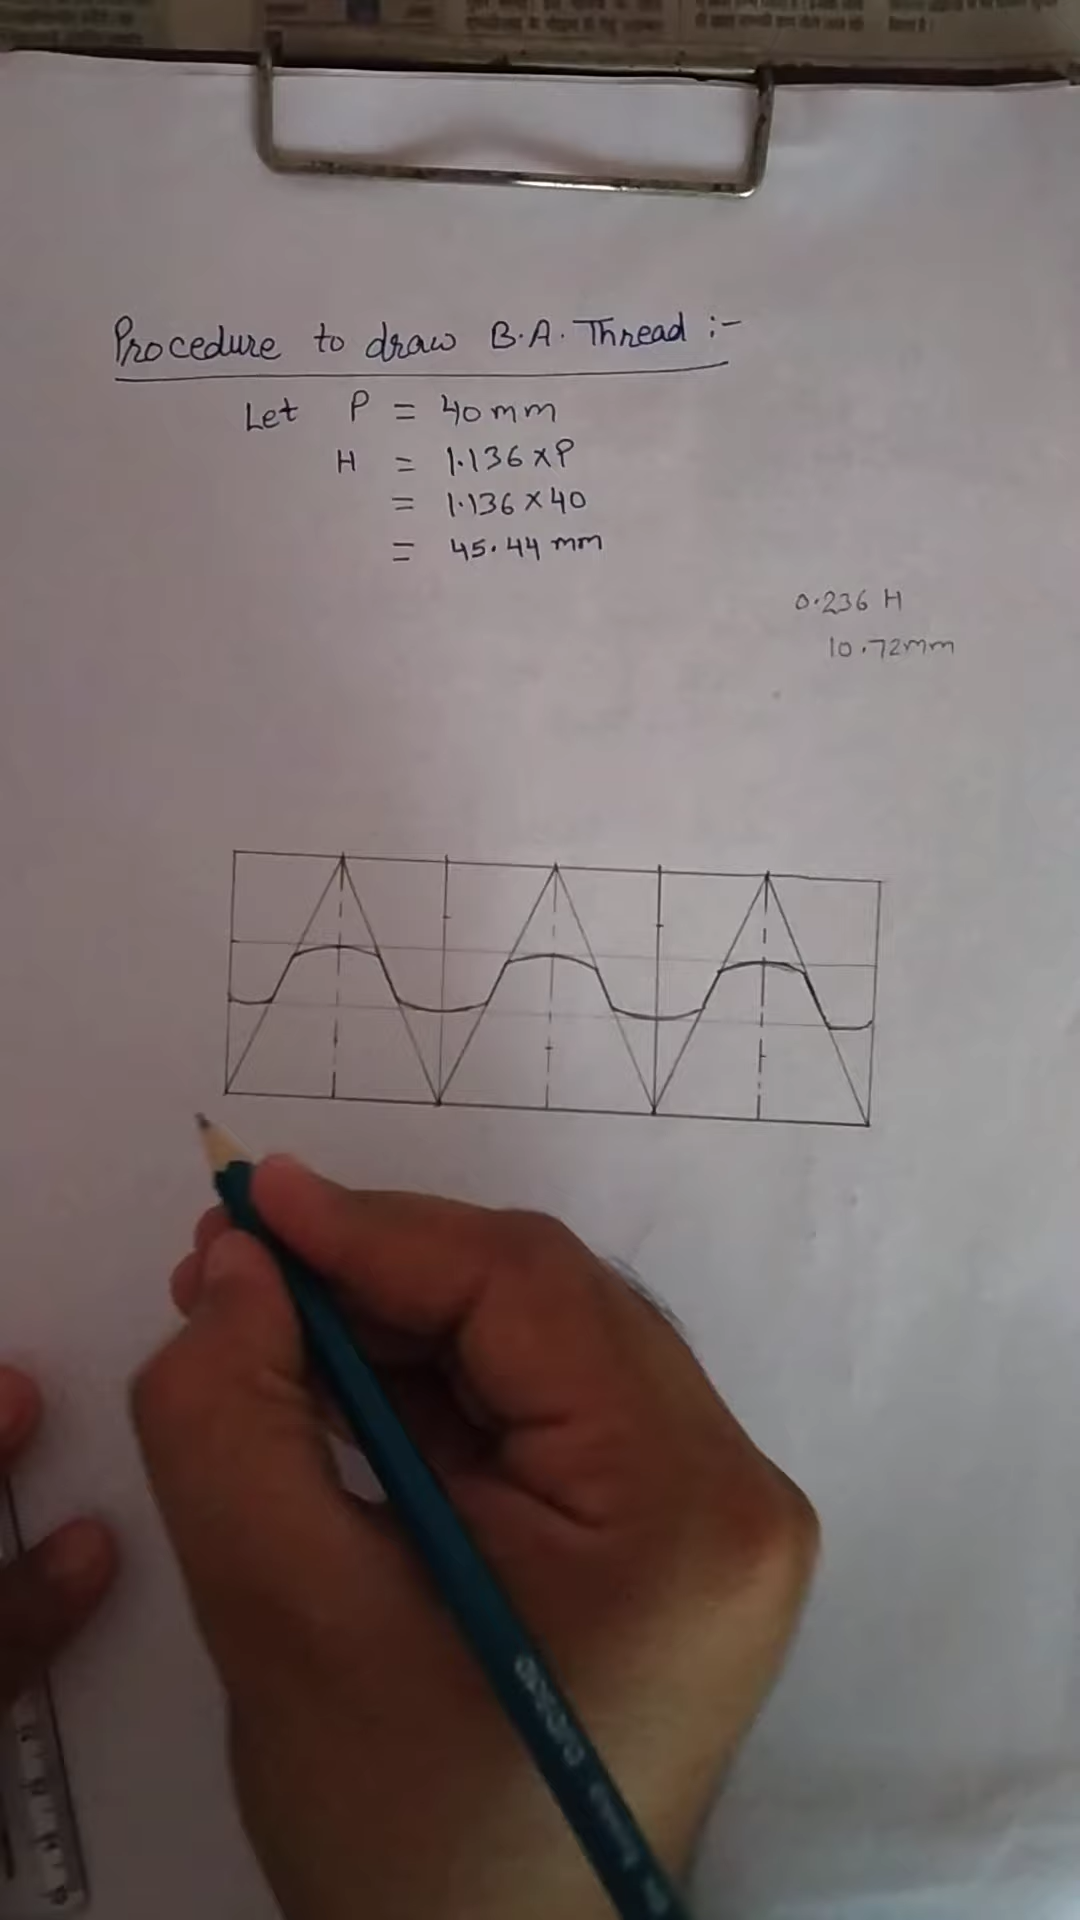 Procedure to draw B.A. Thread :-
Let P = 40 mm
H = 1.136 × P
= 1.136 × 40
= 45.44 mm
0.236 H
10.72mm